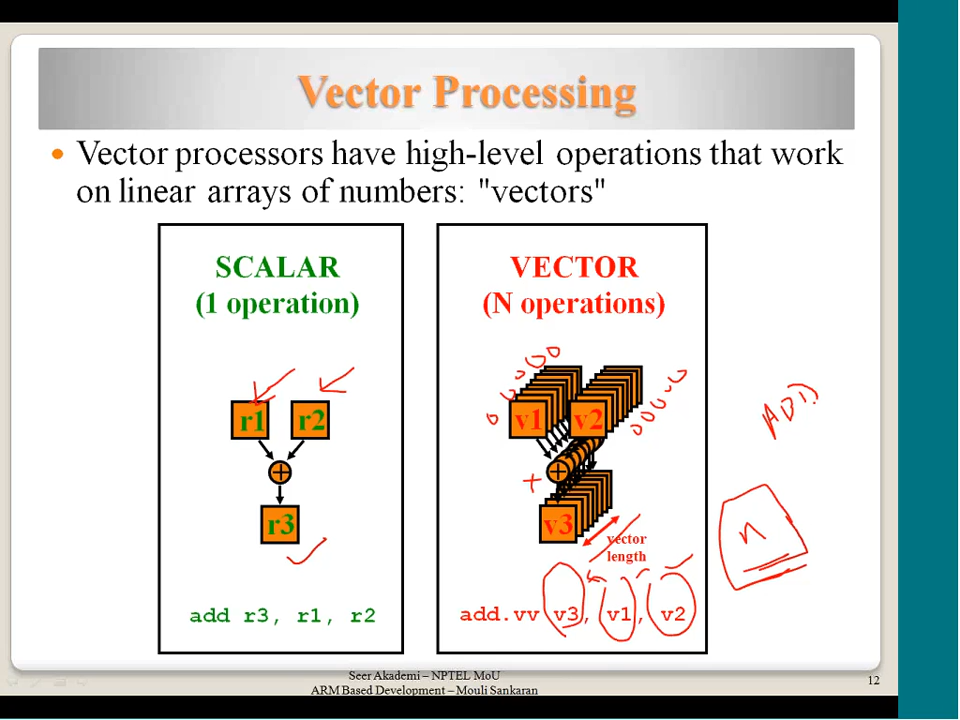 Vector Processing
Vector processors have high-level operations that work
on linear arrays of numbers: "vectors"
SCALAR
(1 operation)
r1 r2
+
r3
add r3, r1, r2
VECTOR
(N operations)
v1 v2
+
+
v3
vector
length
add.vv v3, v1, v2
ADD
n
Seer Akademi – NPTEL MoU
ARM Based Development – Mouli Sankaran
12